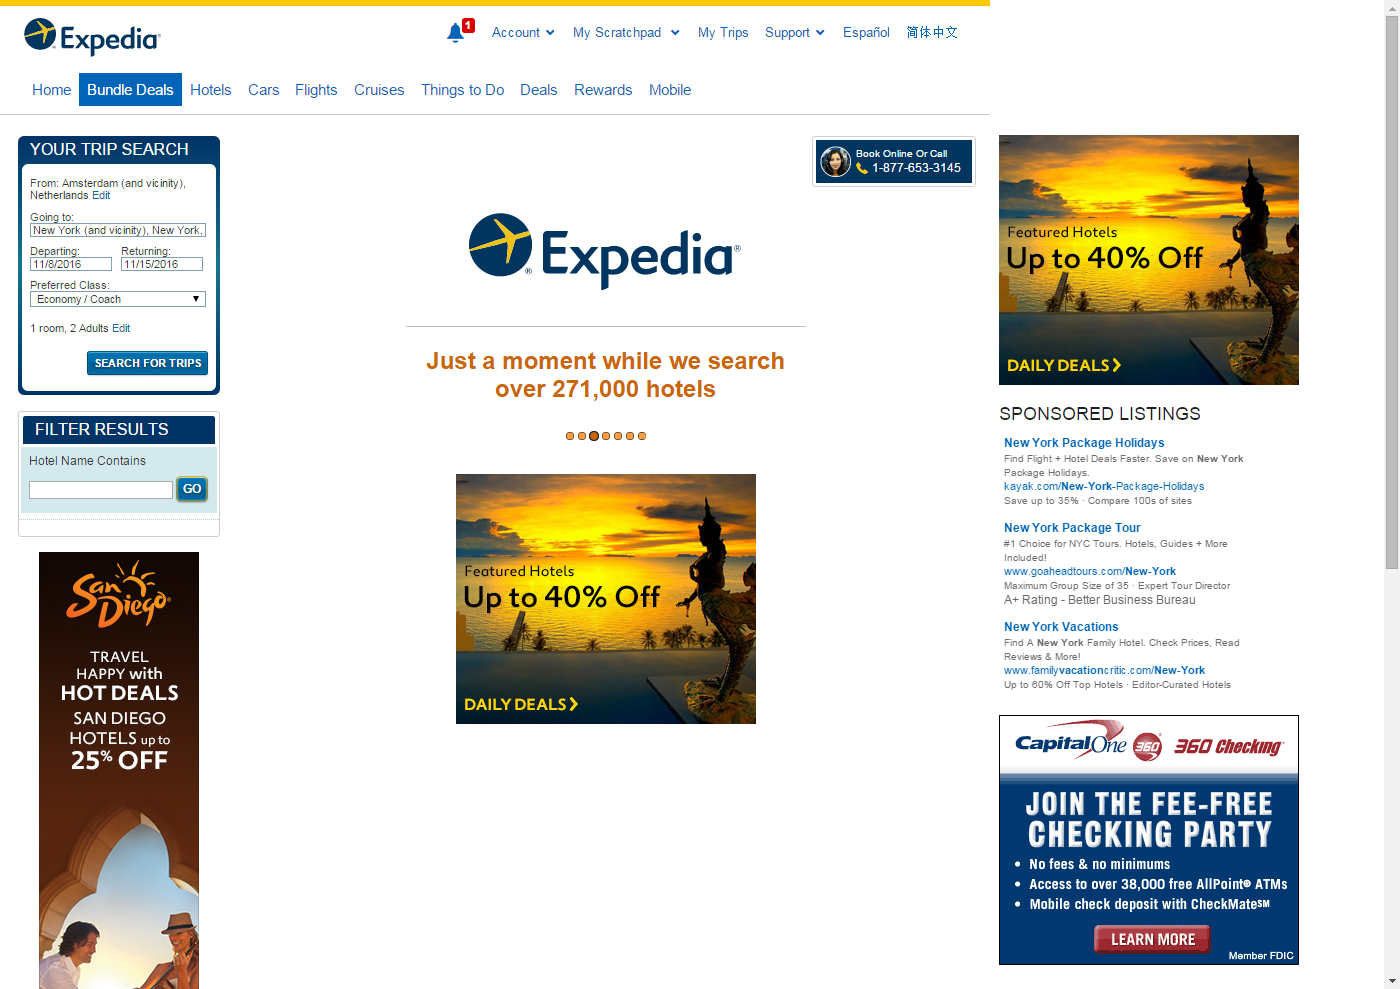 Expedia
1
Account
My Scratchpad
My Trips
Support
Español
简体中文
Home
Bundle Deals
Hotels
Cars
Flights
Cruises
Things to Do
Deals
Rewards
Mobile
YOUR TRIP SEARCH
From: Amsterdam (and vicinity),
Netherlands Edit
Going to:
New York (and vicinity), New York,
Departing: Returning:
11/8/2016 11/15/2016
Preferred Class:
Economy / Coach
1 room, 2 Adults Edit
SEARCH FOR TRIPS
FILTER RESULTS
Hotel Name Contains
GO
San Diego
TRAVEL
HAPPY with
HOT DEALS
SAN DIEGO
HOTELS up to
25% OFF
Book Online Or Call
1-877-653-3145
Expedia®
Just a moment while we search
over 271,000 hotels
Featured Hotels
Up to 40% Off
DAILY DEALS
Featured Hotels
Up to 40% Off
DAILY DEALS
SPONSORED LISTINGS
New York Package Holidays
Find Flight + Hotel Deals Faster. Save on New York
Package Holidays.
kayak.com/New-York-Package-Holidays
Save up to 35% · Compare 100s of sites
New York Package Tour
#1 Choice for NYC Tours. Hotels, Guides + More
Included!
www.goaheadtours.com/New-York
Maximum Group Size of 35 · Expert Tour Director
A+ Rating - Better Business Bureau
New York Vacations
Find A New York Family Hotel. Check Prices, Read
Reviews & More!
www.familyvacationcritic.com/New-York
Up to 60% Off Top Hotels · Editor-Curated Hotels
Capital One 360 360 Checking
JOIN THE FEE-FREE
CHECKING PARTY
• No fees & no minimums
• Access to over 38,000 free AllPoint® ATMs
• Mobile check deposit with CheckMate℠
LEARN MORE
Member FDIC